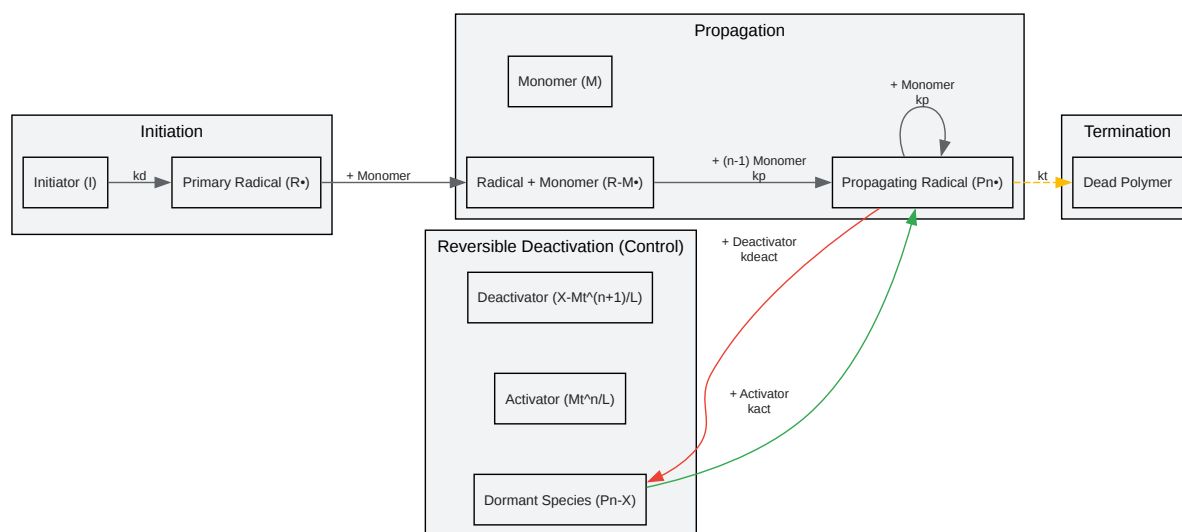 Propagation
Monomer (M)
+ Monomer
kp
Initiation
Termination
Initiator (I)
kd
Primary Radical (R•)
+ Monomer
Radical + Monomer (R-M•)
+ (n-1) Monomer
kp
Propagating Radical (Pn•)
kt
Dead Polymer
Reversible Deactivation (Control)
+ Deactivator
kdeact
Deactivator (X-Mt^(n+1)/L)
Activator (Mt^n/L)
+ Activator
kact
Dormant Species (Pn-X)